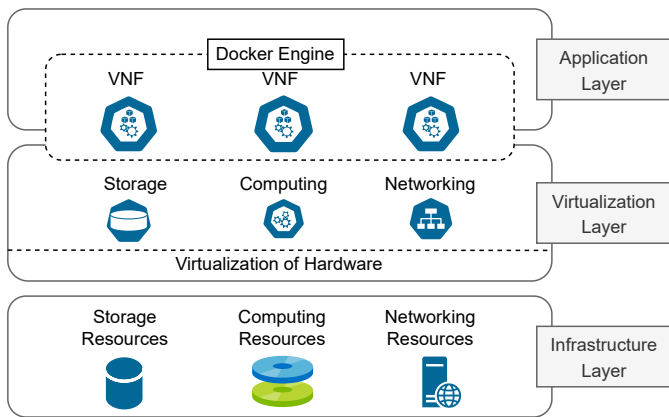 Docker Engine
VNF VNF VNF
Application
Layer
Storage Computing Networking
Virtualization
Layer
Virtualization of Hardware
Storage
Resources
Computing
Resources
Networking
Resources
Infrastructure
Layer